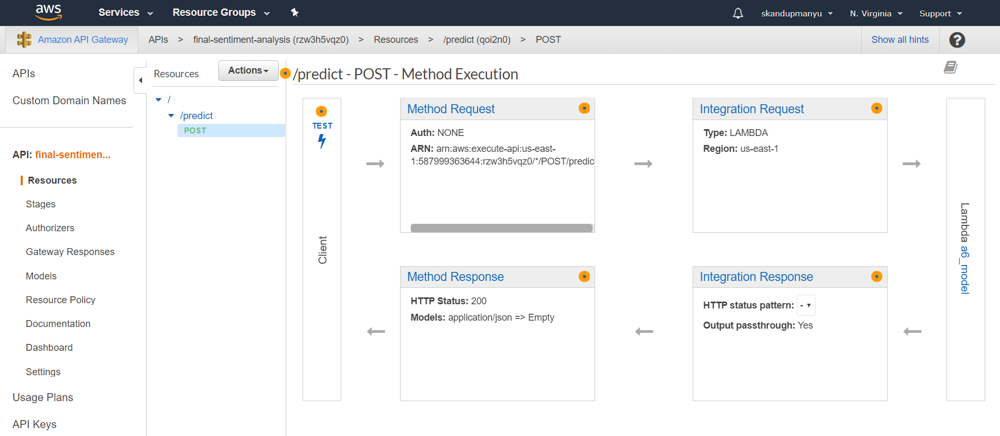 aws
Services
Resource Groups
skandupmanyu
N. Virginia
Support
Amazon API Gateway
APIs > final-sentiment-analysis (rzw3h5vqz0) > Resources > /predict (qoi2n0) > POST
Show all hints
?
APIs
Custom Domain Names
API: final-sentimen...
Resources
Stages
Authorizers
Gateway Responses
Models
Resource Policy
Documentation
Dashboard
Settings
Usage Plans
API Keys
Resources
Actions
/
/predict
POST
/predict - POST - Method Execution
TEST
Client
Method Request
Auth: NONE
ARN: arn:aws:execute-api:us-east-
1:587999363644:rzw3h5vqz0/*/POST/predic
Integration Request
Type: LAMBDA
Region: us-east-1
Lambda a6_model
Method Response
HTTP Status: 200
Models: application/json => Empty
Integration Response
HTTP status pattern: -
Output passthrough: Yes